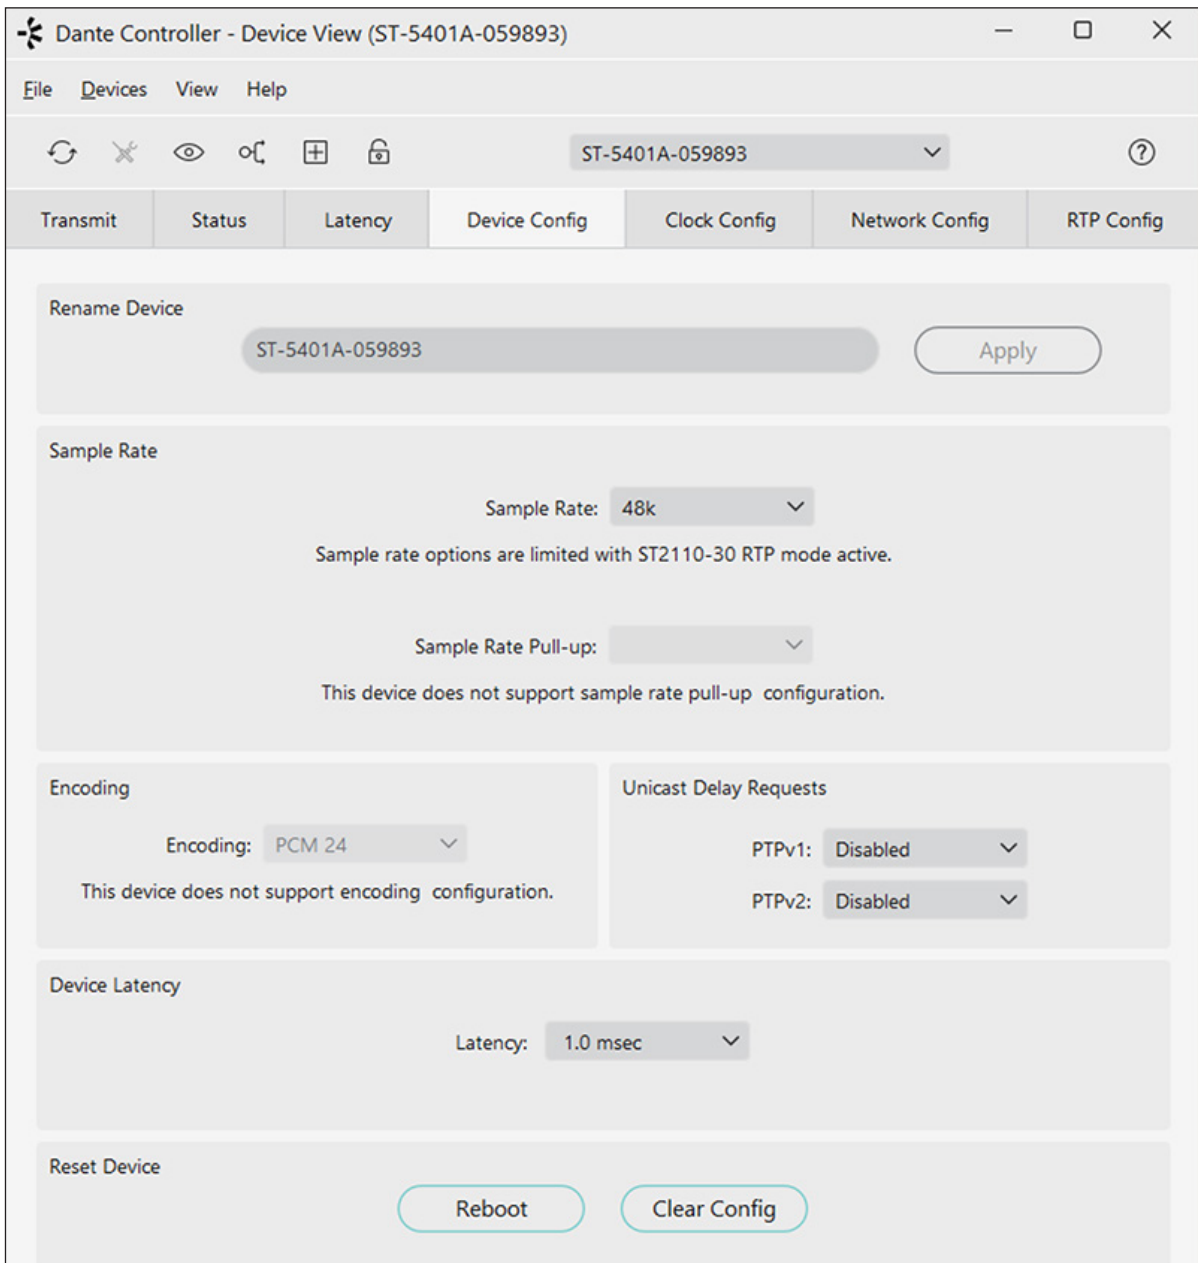 Dante Controller - Device View (ST-5401A-059893)
File Devices View Help
ST-5401A-059893
Transmit Status Latency Device Config Clock Config Network Config RTP Config
Rename Device
ST-5401A-059893 Apply
Sample Rate
Sample Rate: 48k
Sample rate options are limited with ST2110-30 RTP mode active.
Sample Rate Pull-up:
This device does not support sample rate pull-up configuration.
Encoding
Encoding: PCM 24
This device does not support encoding configuration.
Unicast Delay Requests
PTPv1: Disabled
PTPv2: Disabled
Device Latency
Latency: 1.0 msec
Reset Device
Reboot Clear Config